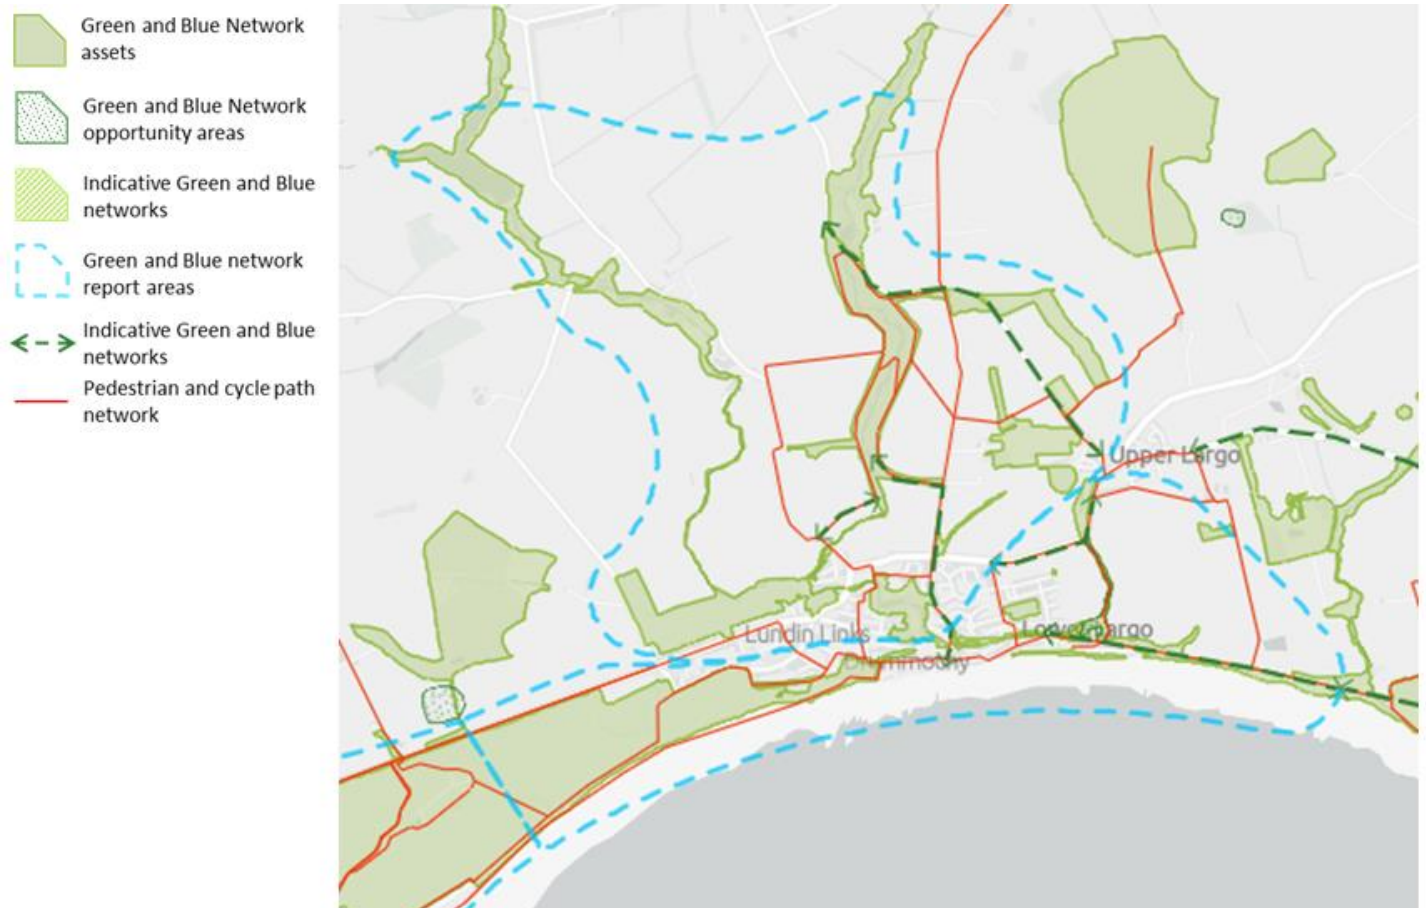 Green and Blue Network
assets
Green and Blue Network
opportunity areas
Indicative Green and Blue
networks
Green and Blue network
report areas
Indicative Green and Blue
networks
Pedestrian and cycle path
network
Upper Largo
Lundin Links
Lower Largo
Drummochy